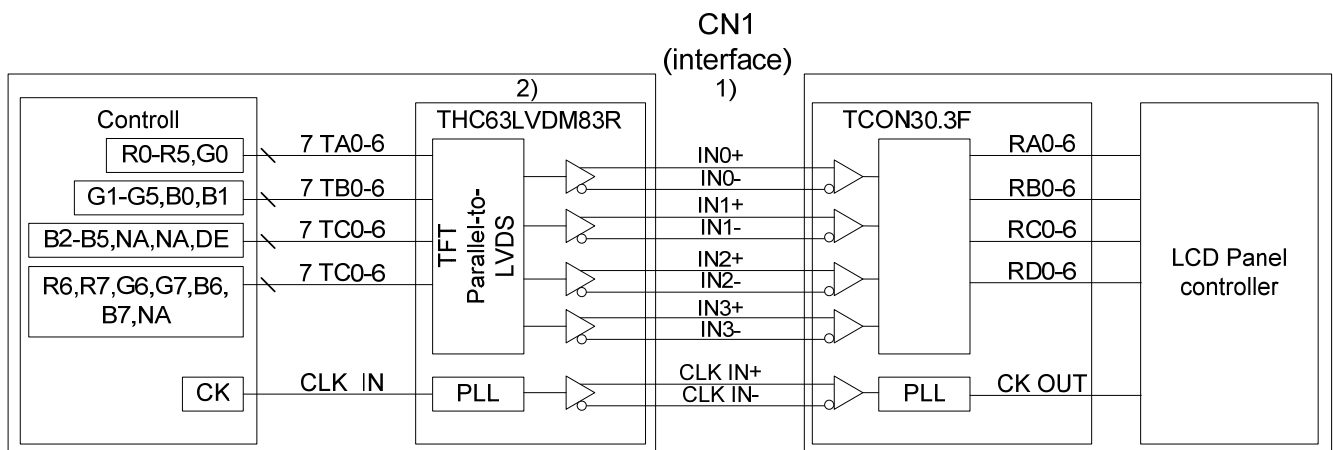 CN1
(interface)
1)
2)
Controll
R0-R5,G0
G1-G5,B0,B1
B2-B5,NA,NA,DE
R6,R7,G6,G7,B6,
B7,NA
CK
7 TA0-6
7 TB0-6
7 TC0-6
7 TC0-6
CLK IN
THC63LVDM83R
TFT
Parallel-to-
LVDS
PLL
IN0+
IN0-
IN1+
IN1-
IN2+
IN2-
IN3+
IN3-
CLK IN+
CLK IN-
TCON30.3F
PLL
RA0-6
RB0-6
RC0-6
RD0-6
CK OUT
LCD Panel
controller